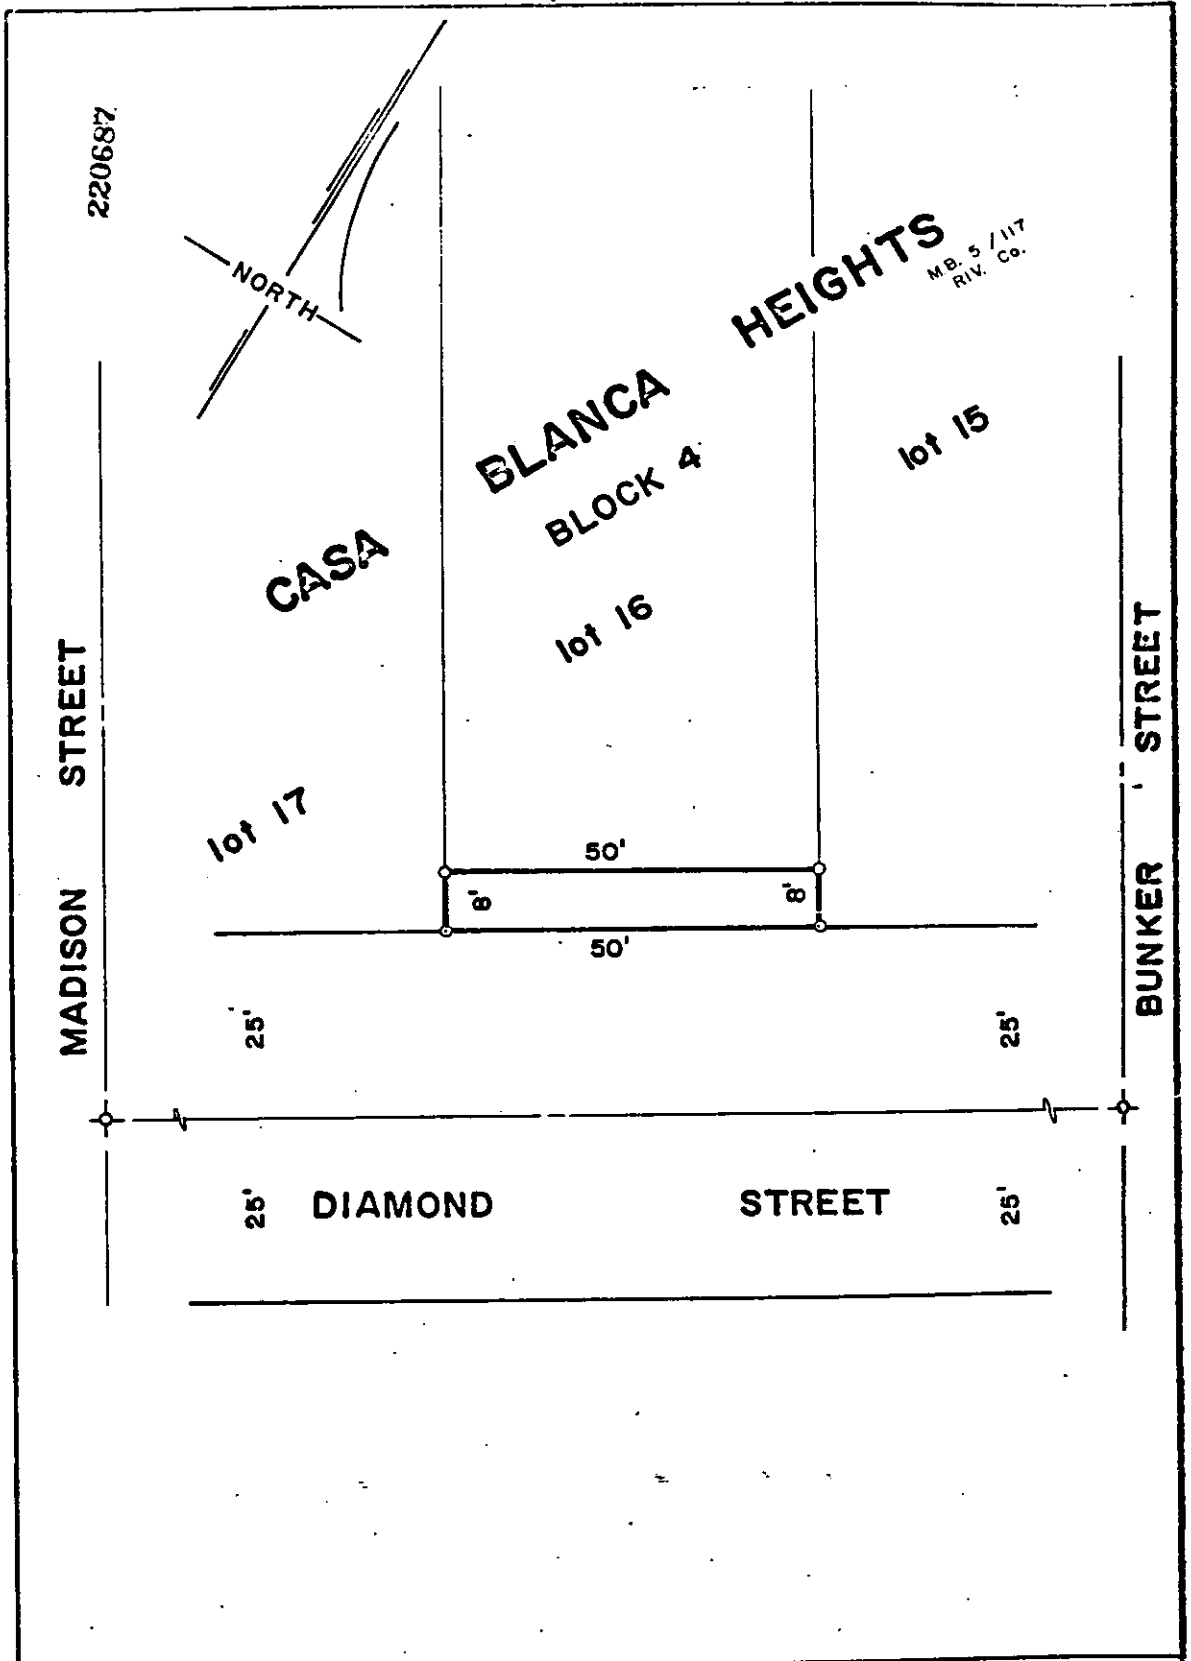 220687
NORTH
CASA BLANCA HEIGHTS
M.B. 5 / 117
RIV. Co.
BLOCK 4
lot 15
lot 16
lot 17
MADISON STREET
BUNKER STREET
50'
8'
8'
50'
25'
25'
25'
DIAMOND STREET
25'